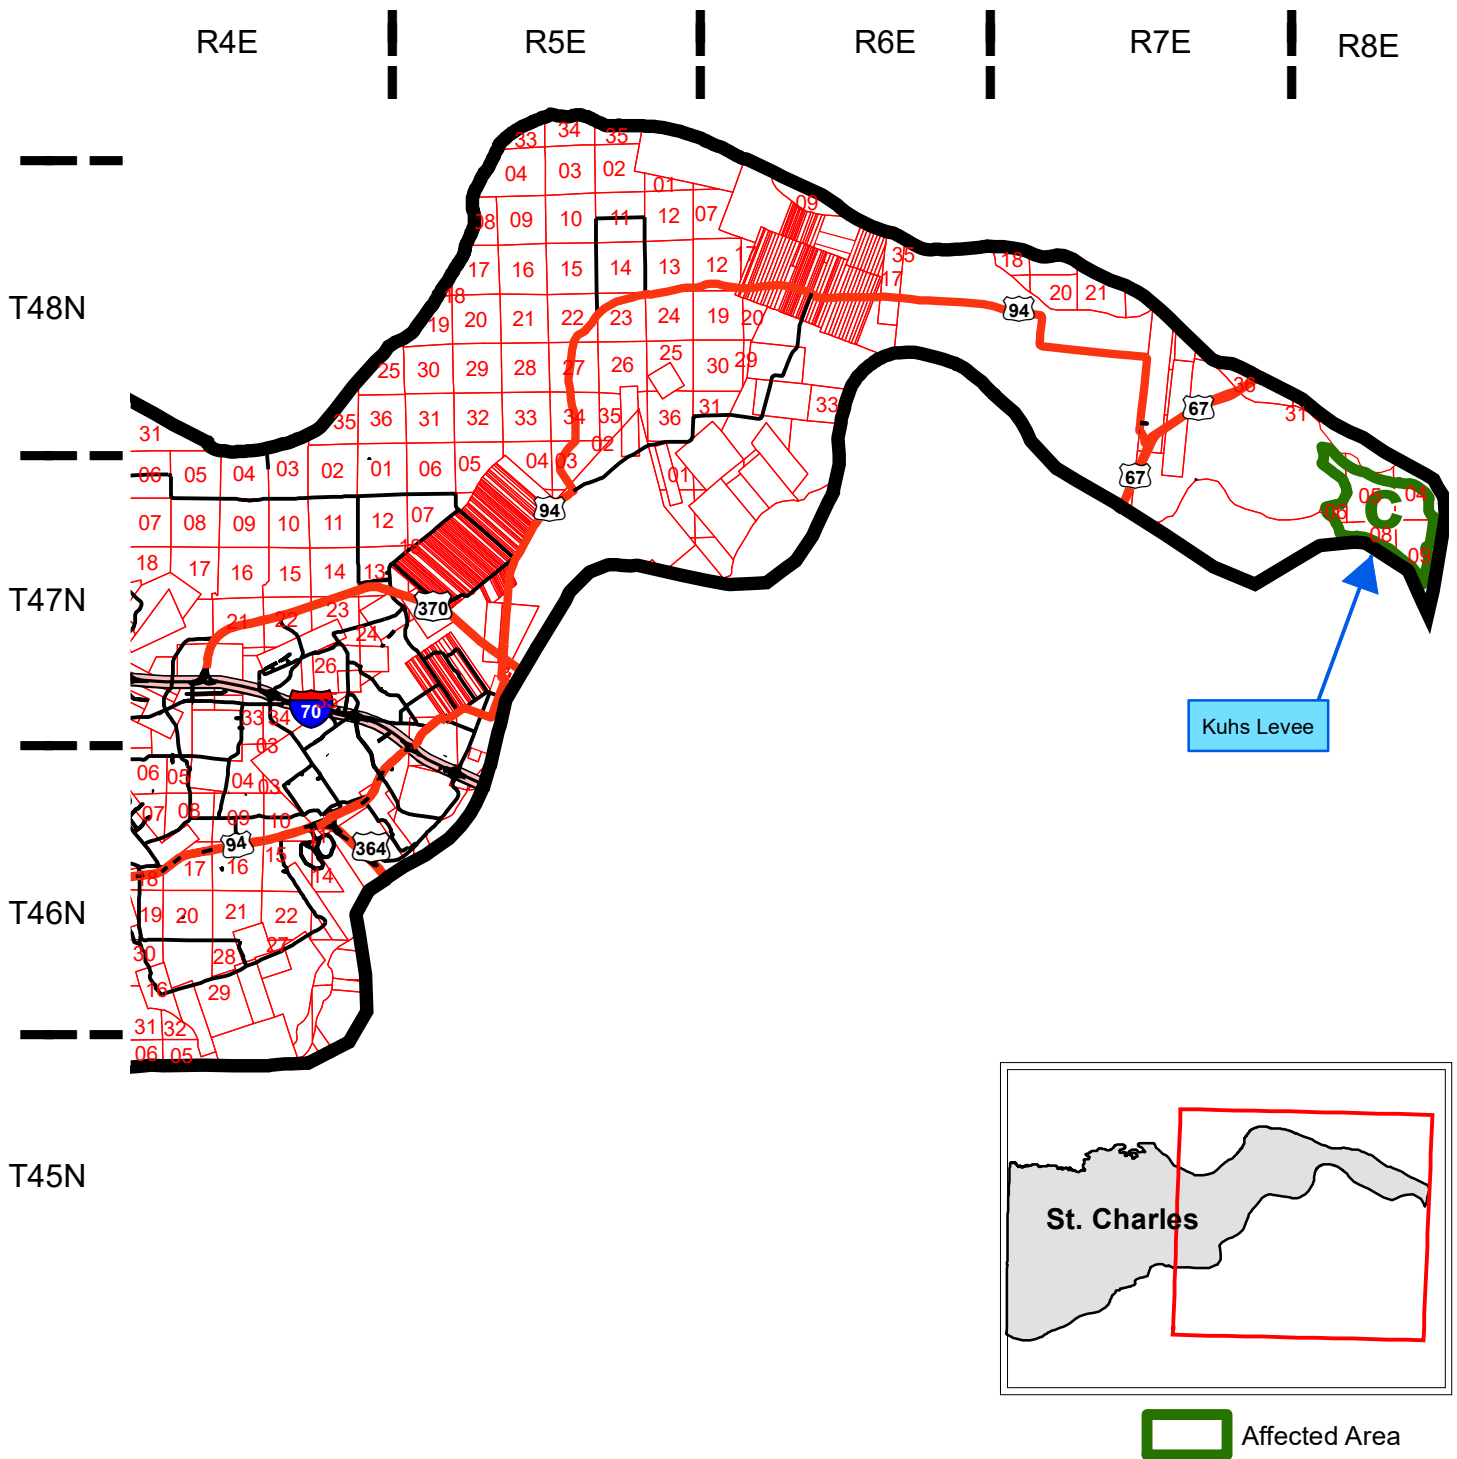 R4E R5E R6E R7E R8E
33 34 35
04 03 02 01
08 09 10 11 12 07 09
17 16 15 14 13 12 17 17 35 18
T48N
18 19 20 21 22 23 24 19 20 94 20 21
25 30 29 28 27 26 25 30 29
35 36 31 32 33 34 35 36 31 33 67 36 31
31 02
06 05 04 03 02 01 06 05 04 03 01 67
07 08 09 10 11 12 07 94 05 04 06 C 08 09
18 17 16 15 14 13
T47N
21 22 23 24 370
26
33 34 70
Kuhs Levee
03
06 05 04 03
07 08 09 10
94 364
18 17 16 15 14
T46N
19 20 21 22
30 28 27
16 29
31 32
06 05
T45N
St. Charles
Affected Area